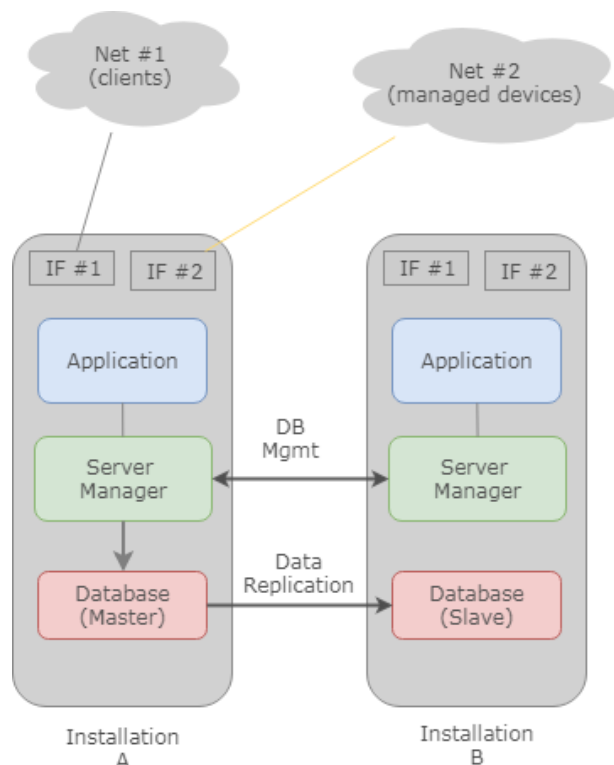 Net #1
(clients)
Net #2
(managed devices)
IF #1
IF #2
IF #1
IF #2
Application
Application
DB
Mgmt
Server
Manager
Server
Manager
Data
Replication
Database
(Master)
Database
(Slave)
Installation
A
Installation
B